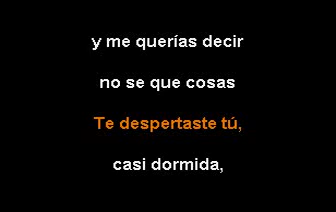 y me querías decir
no se que cosas
Te despertaste tú,
casi dormida,